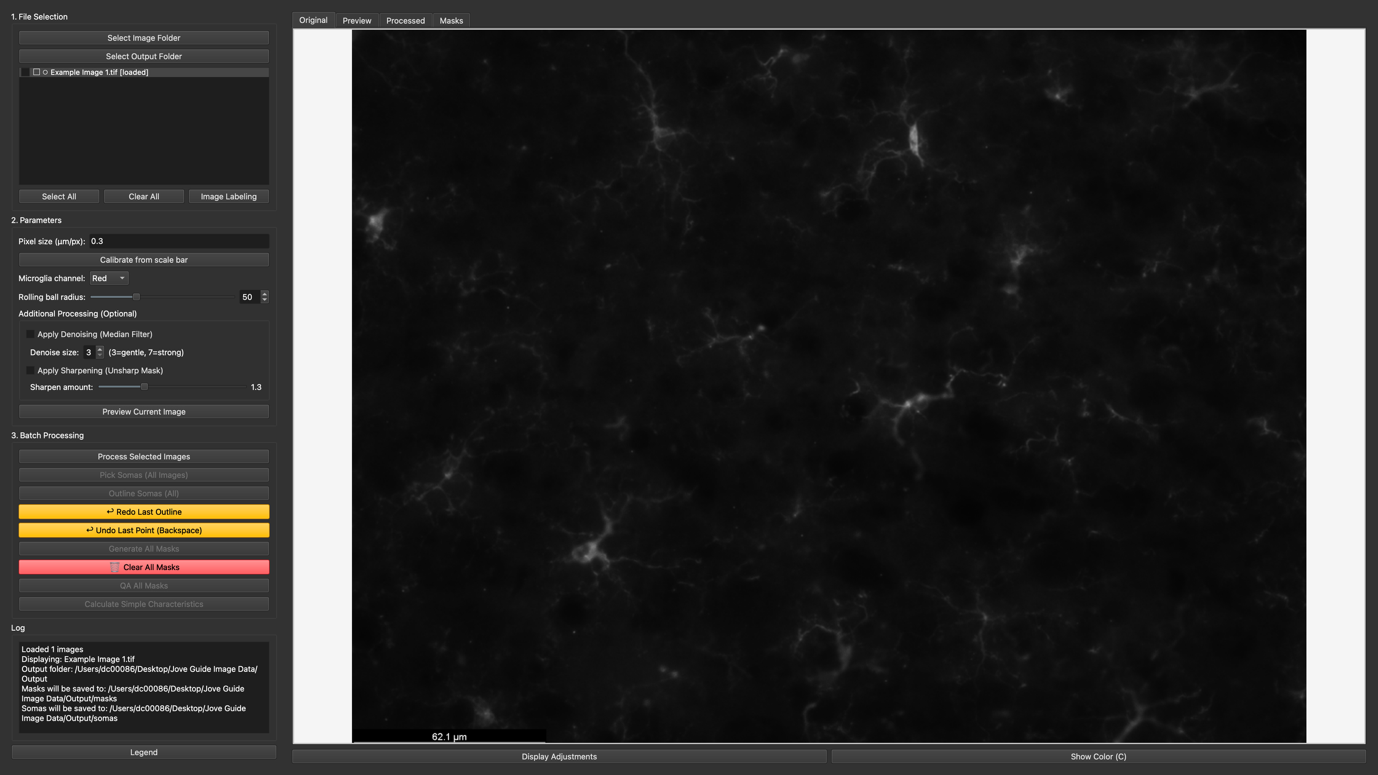 1. File Selection
Select Image Folder
Select Output Folder
Example Image 1.tif [loaded]
Select All
Clear All
Image Labeling
2. Parameters
Pixel size (µm/px): 0.3
Calibrate from scale bar
Microglia channel: Red
Rolling ball radius: 50
Additional Processing (Optional)
Apply Denoising (Median Filter)
Denoise size: 3 (3=gentle, 7=strong)
Apply Sharpening (Unsharp Mask)
Sharpen amount: 1.3
Preview Current Image
3. Batch Processing
Process Selected Images
Pick Somas (All Images)
Outline Somas (All)
↩ Redo Last Outline
↩ Undo Last Point (Backspace)
Generate All Masks
Clear All Masks
QA All Masks
Calculate Simple Characteristics
Log
Loaded 1 images
Displaying: Example Image 1.tif
Output folder: /Users/dc00086/Desktop/Jove Guide Image Data/
Output
Masks will be saved to: /Users/dc00086/Desktop/Jove Guide
Image Data/Output/masks
Somas will be saved to: /Users/dc00086/Desktop/Jove Guide
Image Data/Output/somas
Legend
Original
Preview
Processed
Masks
62.1 µm
Display Adjustments
Show Color (C)